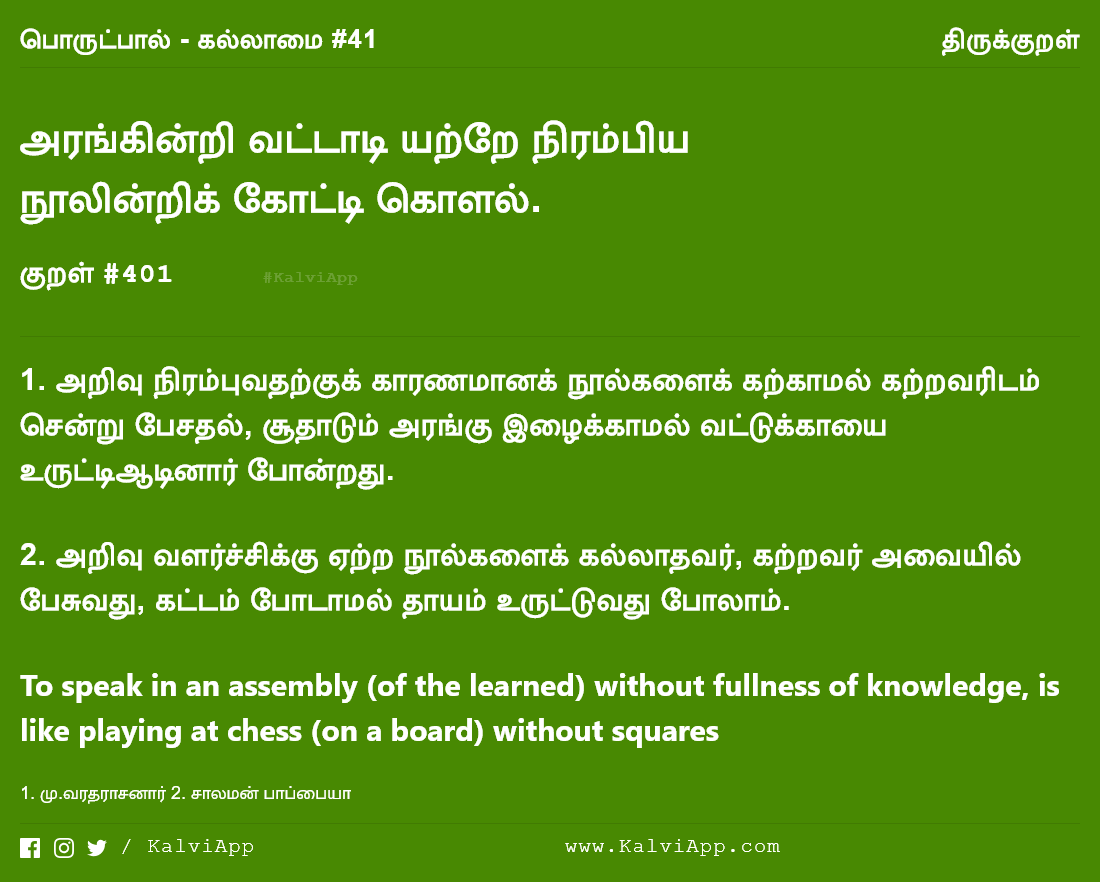 பொருட்பால் - கல்லாமை #41
திருக்குறள்
அரங்கின்றி வட்டாடி யற்றே நிரம்பிய
நூலின்றிக் கோட்டி கொளல்.
குறள் #401
#KalviApp
1. அறிவு நிரம்புவதற்குக் காரணமானக் நூல்களைக் கற்காமல் கற்றவரிடம்
சென்று பேசதல், சூதாடும் அரங்கு இழைக்காமல் வட்டுக்காயை
உருட்டிஆடினார் போன்றது.
2. அறிவு வளர்ச்சிக்கு ஏற்ற நூல்களைக் கல்லாதவர், கற்றவர் அவையில்
பேசுவது, கட்டம் போடாமல் தாயம் உருட்டுவது போலாம்.
To speak in an assembly (of the learned) without fullness of knowledge, is
like playing at chess (on a board) without squares
1. மு.வரதராசனார் 2. சாலமன் பாப்பையா
/ KalviApp
www.KalviApp.com